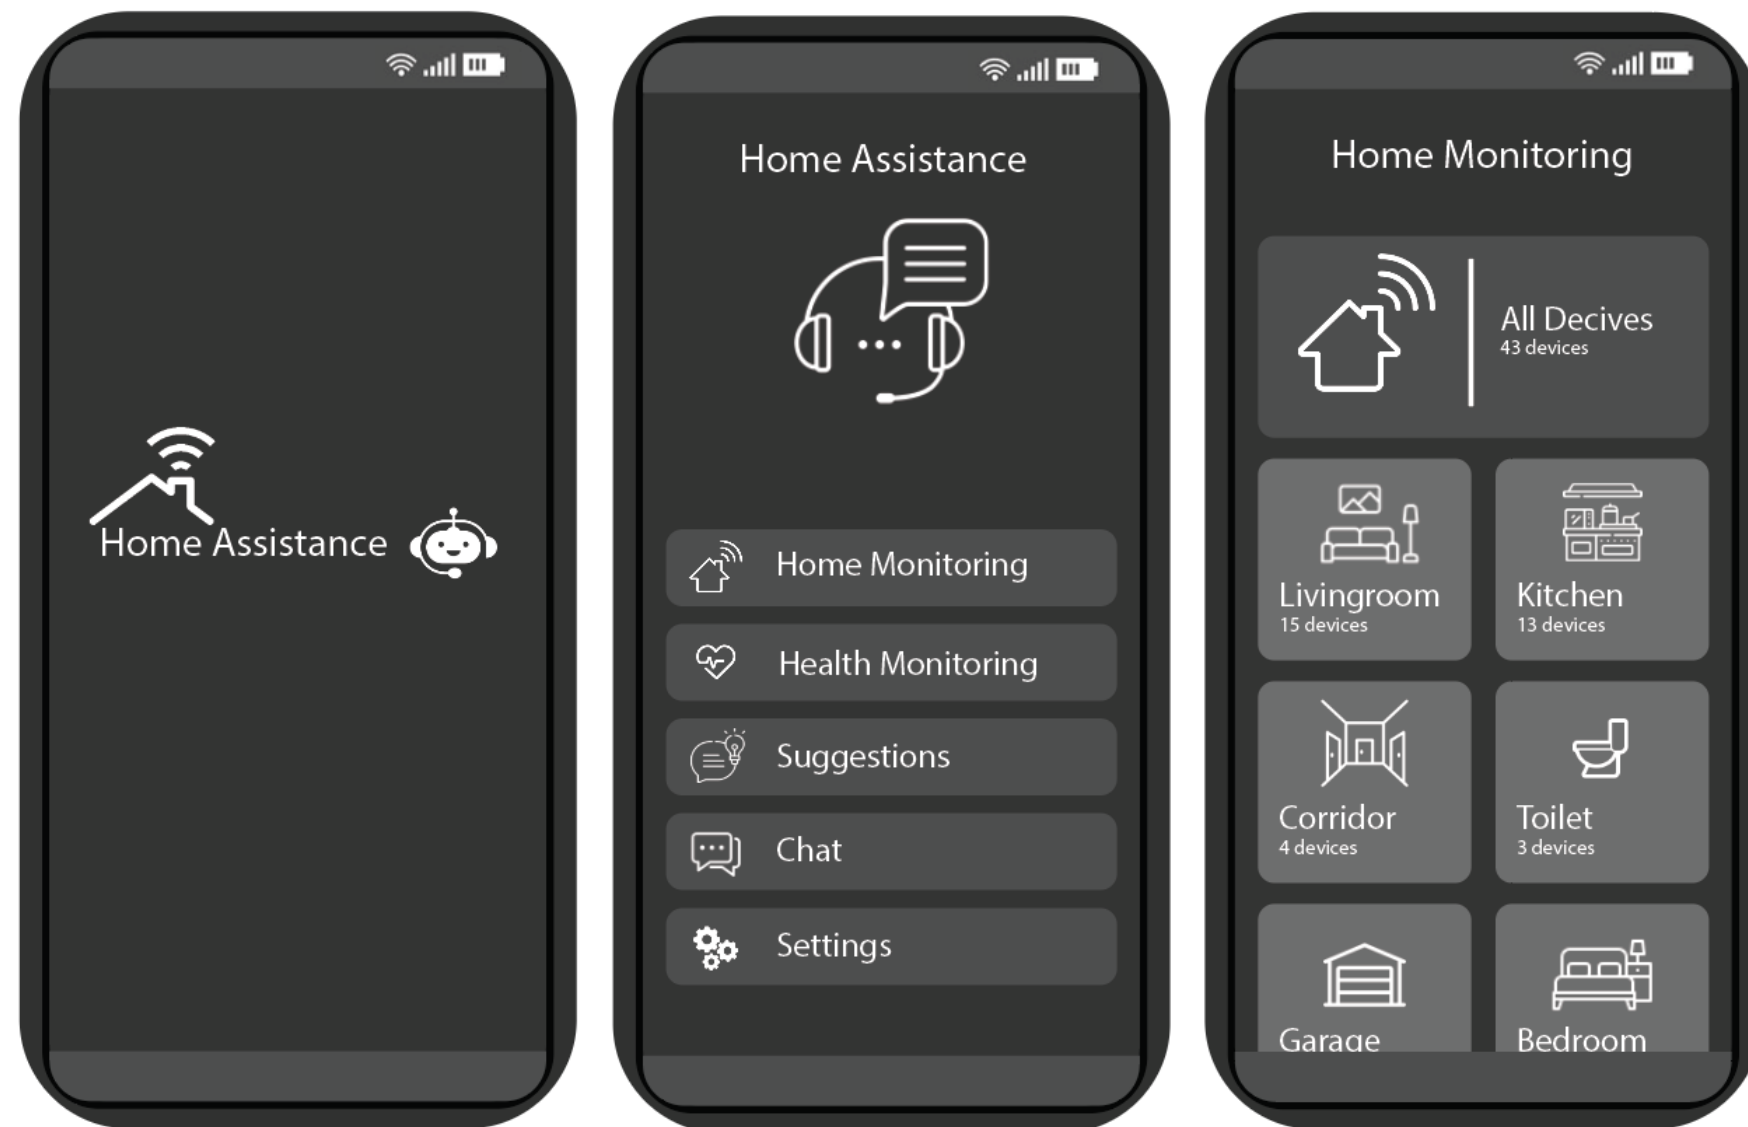 Home Assistance
Home Assistance
Home Monitoring
Health Monitoring
Suggestions
Chat
Settings
Home Monitoring
All Decives
43 devices
Livingroom
15 devices
Kitchen
13 devices
Corridor
4 devices
Toilet
3 devices
Garage
Bedroom